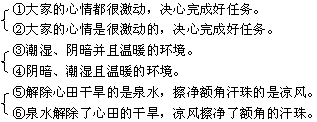 ①大家的心情都很激动，决心完成好任务。
②大家的心情是很激动的，决心完成好任务。
③潮湿、阴暗并且温暖的环境。
④阴暗、潮湿且温暖的环境。
⑤解除心田干旱的是泉水，擦净额角汗珠的是凉风。
⑥泉水解除了心田的干旱，凉风擦净了额角的汗珠。